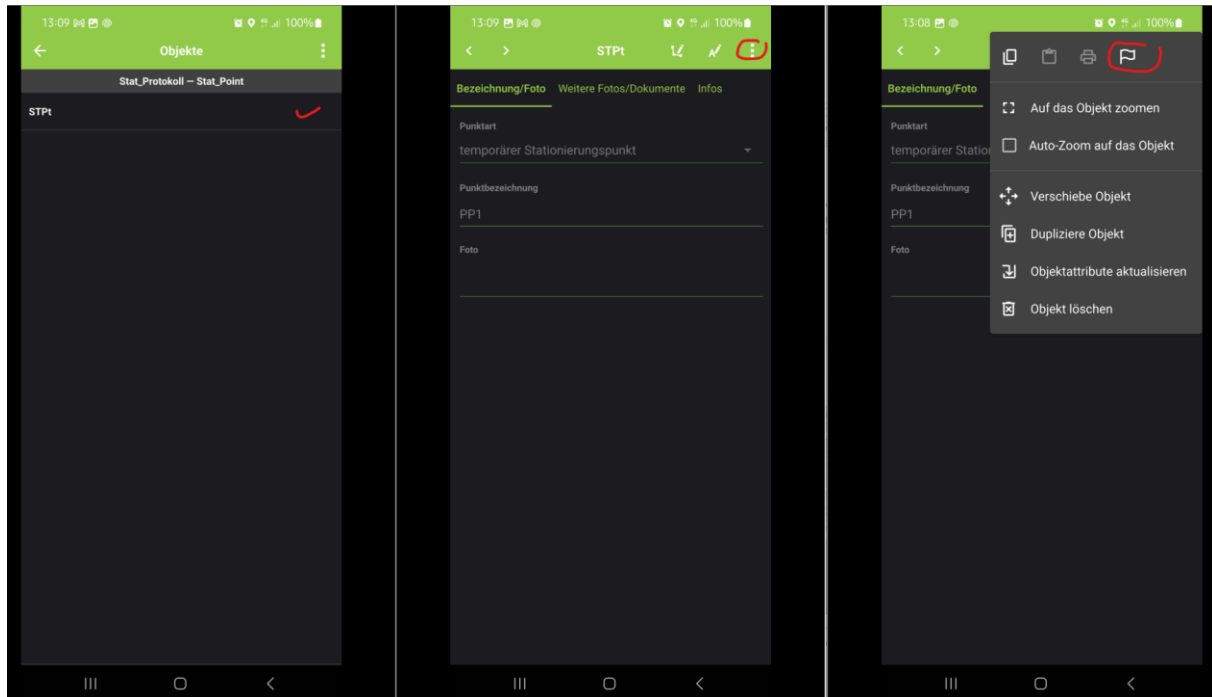 13:09 100%
Objekte
Stat_Protokoll – Stat_Point
STPt
13:09 100%
STPt
Bezeichnung/Foto Weitere Fotos/Dokumente Infos
Punktart
temporärer Stationierungspunkt
Punktbezeichnung
PP1
Foto
13:08 100%
Bezeichnung/Foto
Punktart
temporärer Statio
Punktbezeichnung
PP1
Foto
Auf das Objekt zoomen
Auto-Zoom auf das Objekt
Verschiebe Objekt
Dupliziere Objekt
Objektattribute aktualisieren
Objekt löschen